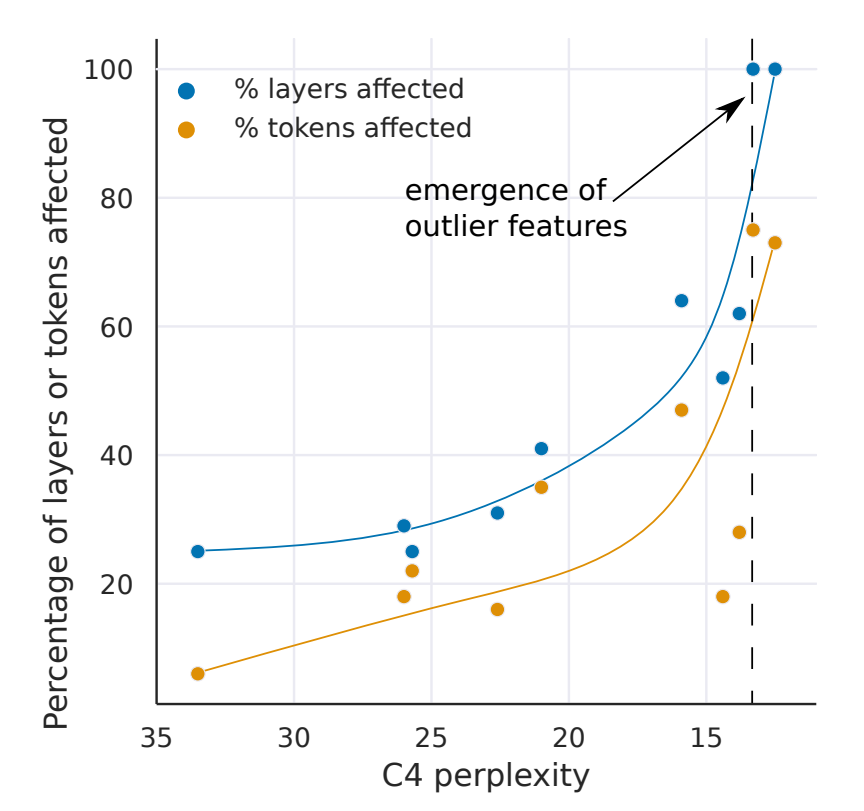 100
80
60
40
20
Percentage of layers or tokens affected
% layers affected
% tokens affected
emergence of
outlier features
35 30 25 20 15
C4 perplexity